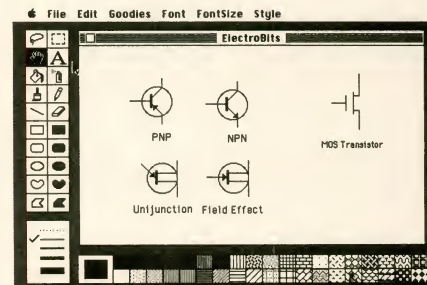 File Edit Goodies Font FontSize Style
ElectroBits
A
PNP NPN
MOS Transistor
Unijunction Field Effect